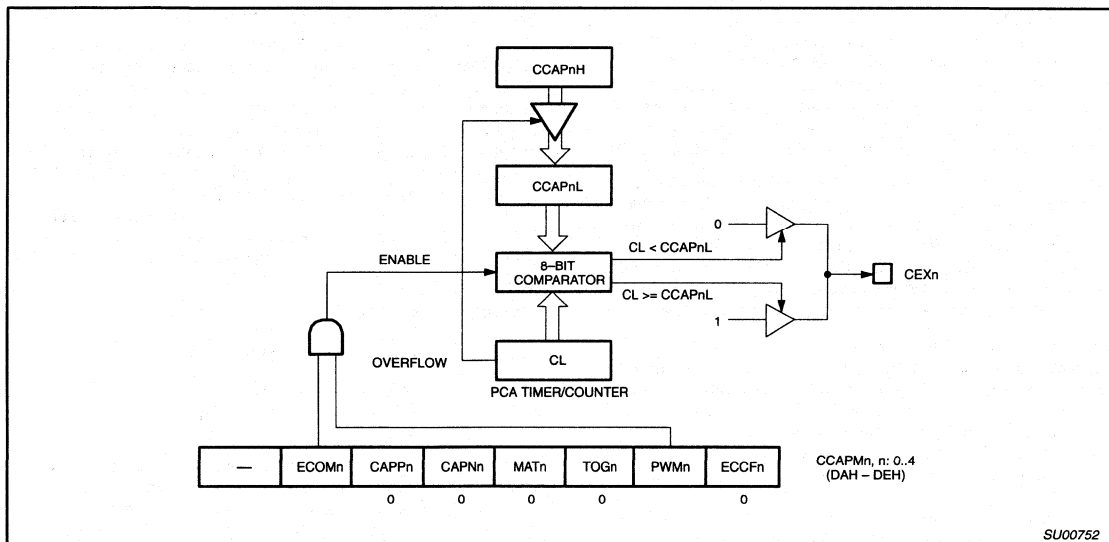 CCAPnH
CCAPnL
0
CL < CCAPnL
ENABLE
8–BIT
COMPARATOR
CEXn
CL >= CCAPnL
1
OVERFLOW
CL
PCA TIMER/COUNTER
— ECOMn CAPPn CAPNn MATn TOGn PWMn ECCFn
CCAPMn, n: 0..4
(DAH – DEH)
0 0 0 0 0
SU00752